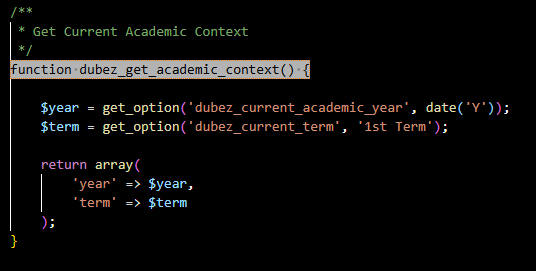 /**
 * Get Current Academic Context
 */
function dubez_get_academic_context() {
    $year = get_option('dubez_current_academic_year', date('Y'));
    $term = get_option('dubez_current_term', '1st Term');
    return array(
        'year' => $year,
        'term' => $term
    );
}